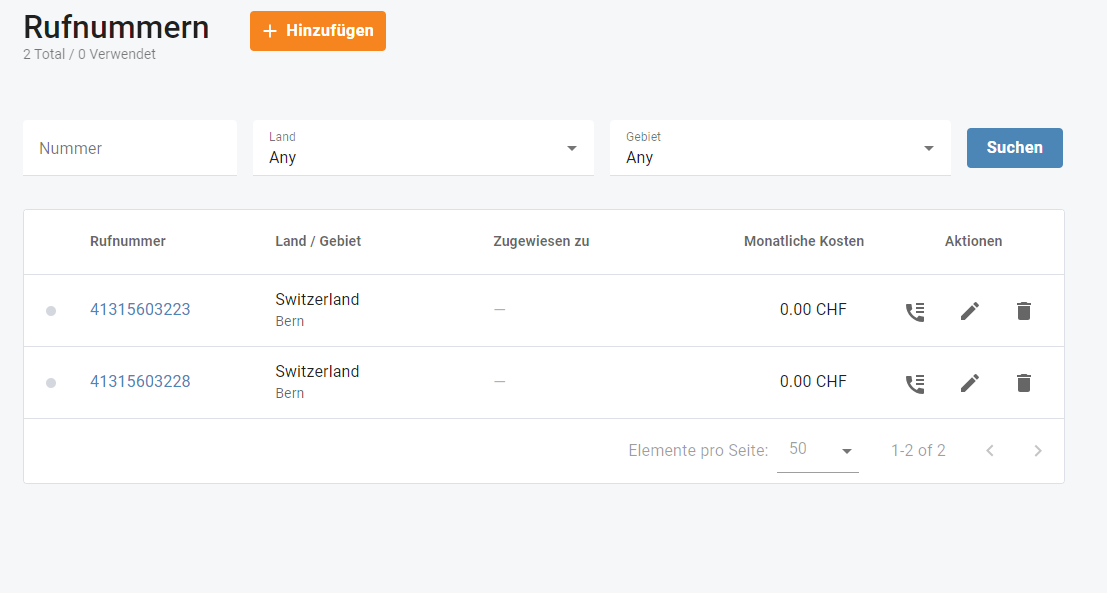 Rufnummern
+ Hinzufügen
2 Total / 0 Verwendet
Nummer
Land
Any
Gebiet
Any
Suchen
Rufnummer Land / Gebiet Zugewiesen zu Monatliche Kosten Aktionen
41315603223 Switzerland — 0.00 CHF
Bern
41315603228 Switzerland — 0.00 CHF
Bern
Elemente pro Seite: 50 1-2 of 2